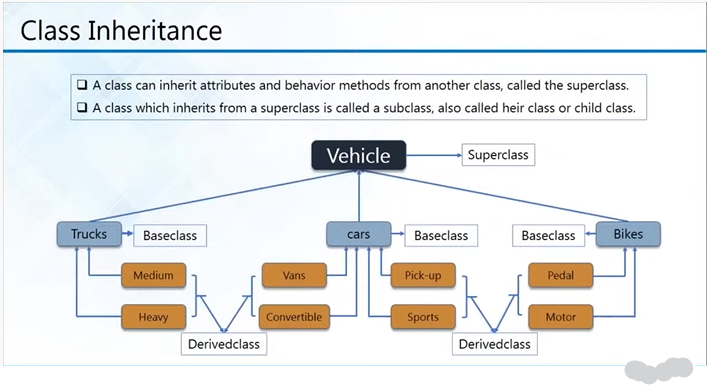 Class Inheritance
❑ A class can inherit attributes and behavior methods from another class, called the superclass.
❑ A class which inherits from a superclass is called a subclass, also called heir class or child class.
Vehicle
Superclass
Trucks
Baseclass
cars
Baseclass
Baseclass
Bikes
Medium
Vans
Pick-up
Pedal
Heavy
Convertible
Sports
Motor
Derivedclass
Derivedclass